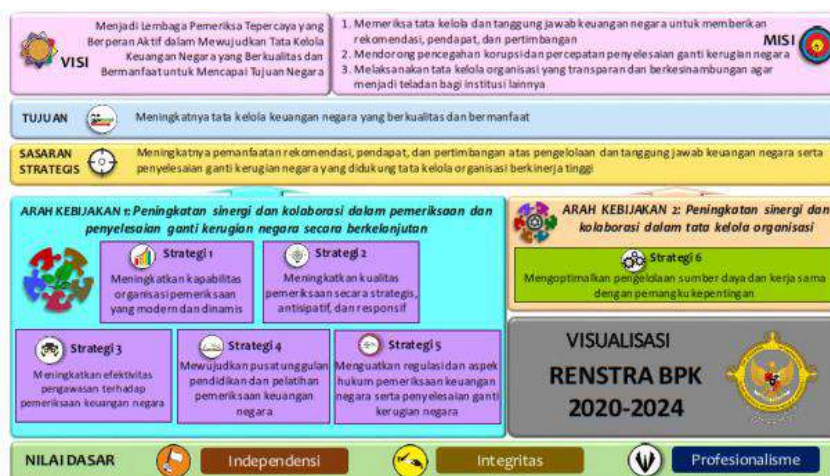 Menjadi Lembaga Pemeriksa Tepercaya yang
Berperan Aktif dalam Mewujudkan Tata Kelola
Keuangan Negara yang Berkualitas dan
Bermanfaat untuk Mencapai Tujuan Negara
VISI
1. Memeriksa tata kelola dan tanggung jawab keuangan negara untuk memberikan
rekomendasi, pendapat, dan pertimbangan
2. Mendorong pencegahan korupsi dan percepatan penyelesaian ganti kerugian negara
3. Melaksanakan tata kelola organisasi yang transparan dan berkesinambungan agar
menjadi teladan bagi institusi lainnya
MISI
TUJUAN
Meningkatnya tata kelola keuangan negara yang berkualitas dan bermanfaat
SASARAN
STRATEGIS
Meningkatnya pemanfaatan rekomendasi, pendapat, dan pertimbangan atas pengelolaan dan tanggung jawab keuangan negara serta
penyelesaian ganti kerugian negara yang didukung tata kelola organisasi berkinerja tinggi
ARAH KEBIJAKAN 1: Peningkatan sinergi dan kolaborasi dalam pemeriksaan dan
penyelesaian ganti kerugian negara secara berkelanjutan
Strategi 1
Meningkatkan kapabilitas
organisasi pemeriksaan
yang modern dan dinamis
Strategi 2
Meningkatkan kualitas
pemeriksaan secara strategis,
antisipatif, dan responsif
Strategi 3
Meningkatkan efektivitas
pengawasan terhadap
pemeriksaan keuangan negara
Strategi 4
Mewujudkan pusat unggulan
pendidikan dan pelatihan
pemeriksaan keuangan
negara
Strategi 5
Menguatkan regulasi dan aspek
hukum pemeriksaan keuangan
negara serta penyelesaian ganti
kerugian negara
ARAH KEBIJAKAN 2: Peningkatan sinergi dan
kolaborasi dalam tata kelola organisasi
Strategi 6
Mengoptimalkan pengelolaan sumber daya dan kerja sama
dengan pemangku kepentingan
VISUALISASI
RENSTRA BPK
2020-2024
NILAI DASAR
Independensi
Integritas
Profesionalisme